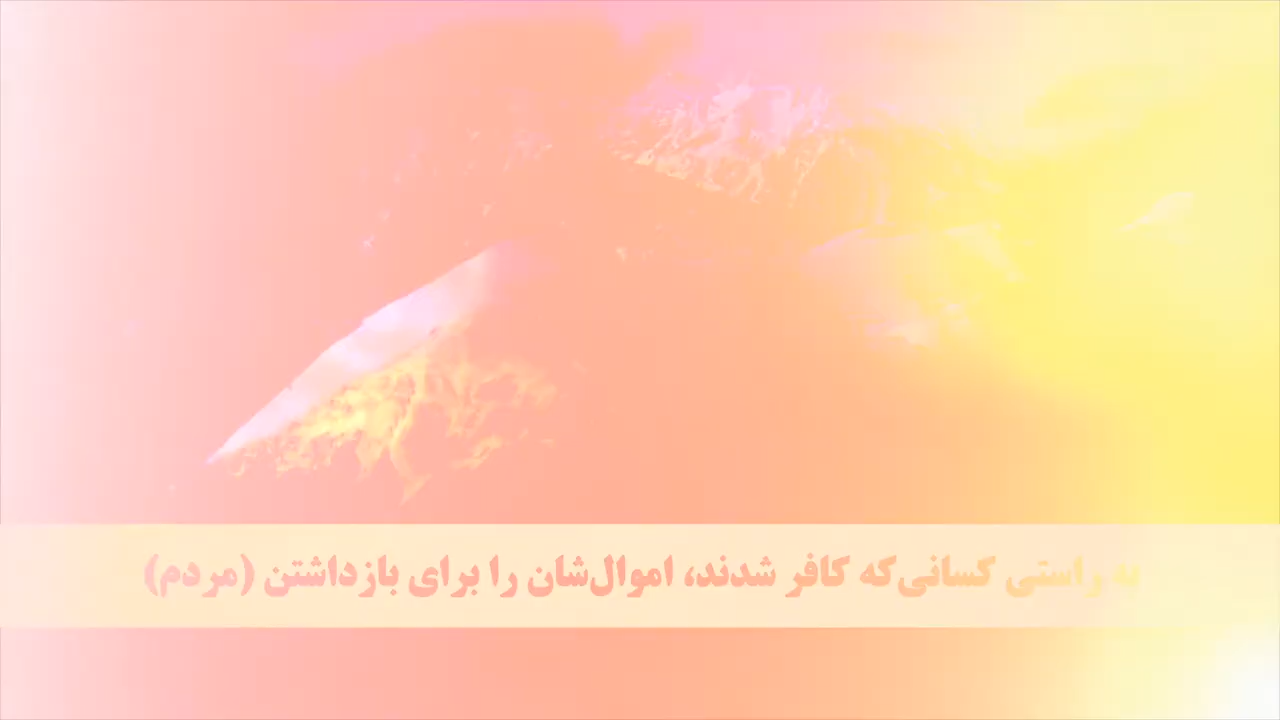 به راستی کسانی‌که کافر شدند، اموال‌شان را برای بازداشتن (مردم)